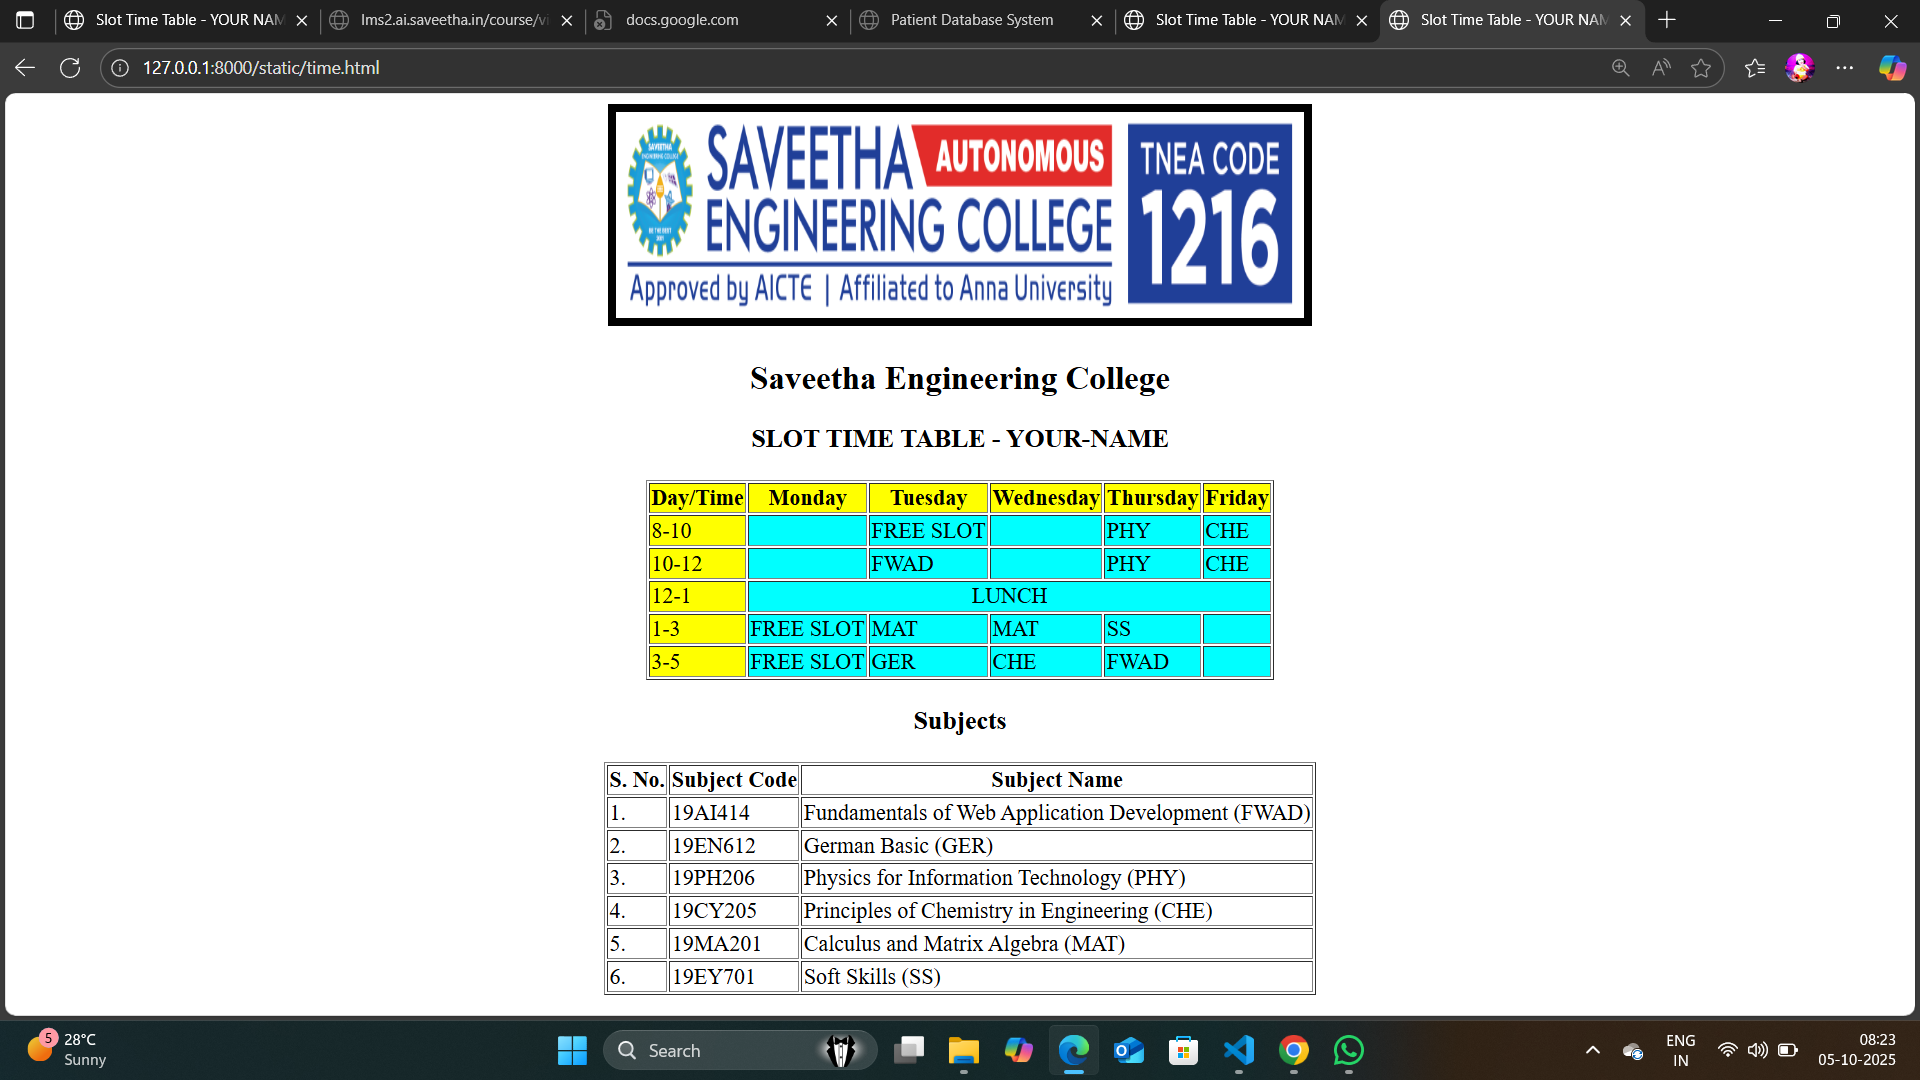 Slot Time Table - YOUR NAM
lms2.ai.saveetha.in/course/vi
docs.google.com
Patient Database System
Slot Time Table - YOUR NAM
Slot Time Table - YOUR NAM
127.0.0.1:8000/static/time.html
SAVEETHA AUTONOMOUS
ENGINEERING COLLEGE
Approved by AICTE | Affiliated to Anna University
TNEA CODE
1216
SAVEETHA
ENGINEERING COLLEGE
BE THE BEST
Saveetha Engineering College
SLOT TIME TABLE - YOUR-NAME
Day/Time Monday Tuesday Wednesday Thursday Friday
8-10 FREE SLOT PHY CHE
10-12 FWAD PHY CHE
12-1 LUNCH
1-3 FREE SLOT MAT MAT SS
3-5 FREE SLOT GER CHE FWAD
Subjects
S. No. Subject Code Subject Name
1. 19AI414 Fundamentals of Web Application Development (FWAD)
2. 19EN612 German Basic (GER)
3. 19PH206 Physics for Information Technology (PHY)
4. 19CY205 Principles of Chemistry in Engineering (CHE)
5. 19MA201 Calculus and Matrix Algebra (MAT)
6. 19EY701 Soft Skills (SS)
5
28°C
Sunny
Search
ENG
IN
08:23
05-10-2025